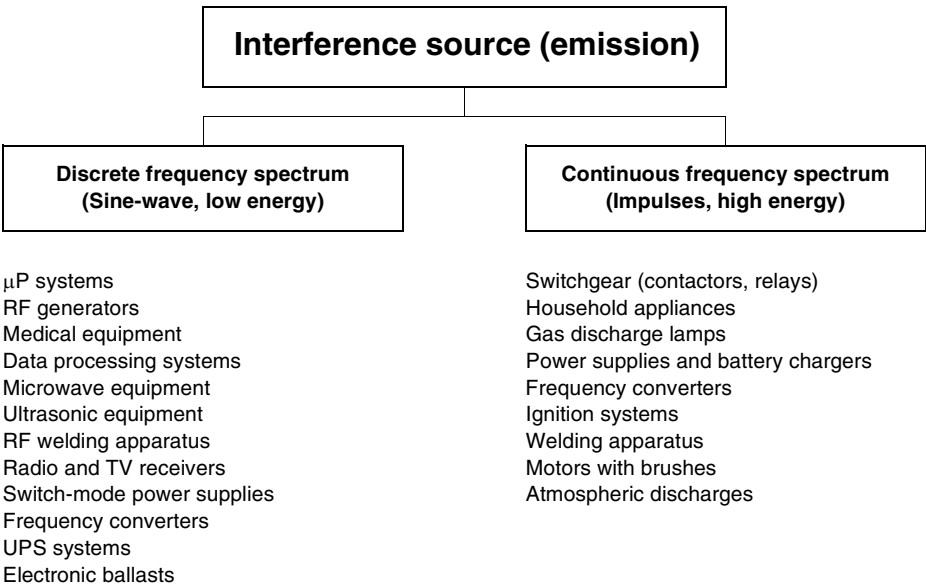 Interference source (emission)
Discrete frequency spectrum
(Sine-wave, low energy)
μP systems
RF generators
Medical equipment
Data processing systems
Microwave equipment
Ultrasonic equipment
RF welding apparatus
Radio and TV receivers
Switch-mode power supplies
Frequency converters
UPS systems
Electronic ballasts
Continuous frequency spectrum
(Impulses, high energy)
Switchgear (contactors, relays)
Household appliances
Gas discharge lamps
Power supplies and battery chargers
Frequency converters
Ignition systems
Welding apparatus
Motors with brushes
Atmospheric discharges